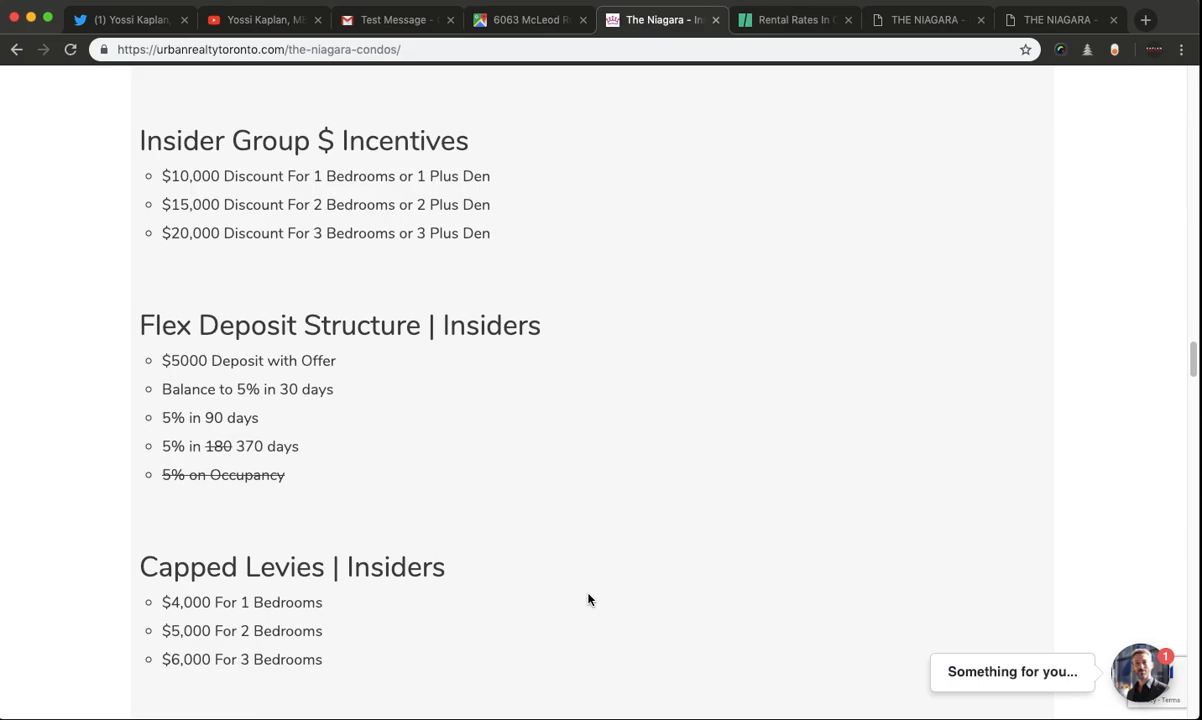 (1) Yossi Kaplan,
Yossi Kaplan, M
Test Message -
6063 McLeod R
The Niagara - In
Rental Rates In
THE NIAGARA -
THE NIAGARA -
https://urbanrealtytoronto.com/the-niagara-condos/
Insider Group $ Incentives
$10,000 Discount For 1 Bedrooms or 1 Plus Den
$15,000 Discount For 2 Bedrooms or 2 Plus Den
$20,000 Discount For 3 Bedrooms or 3 Plus Den
Flex Deposit Structure | Insiders
$5000 Deposit with Offer
Balance to 5% in 30 days
5% in 90 days
5% in 180 370 days
5% on Occupancy
Capped Levies | Insiders
$4,000 For 1 Bedrooms
$5,000 For 2 Bedrooms
$6,000 For 3 Bedrooms
1
Something for you...
Terms